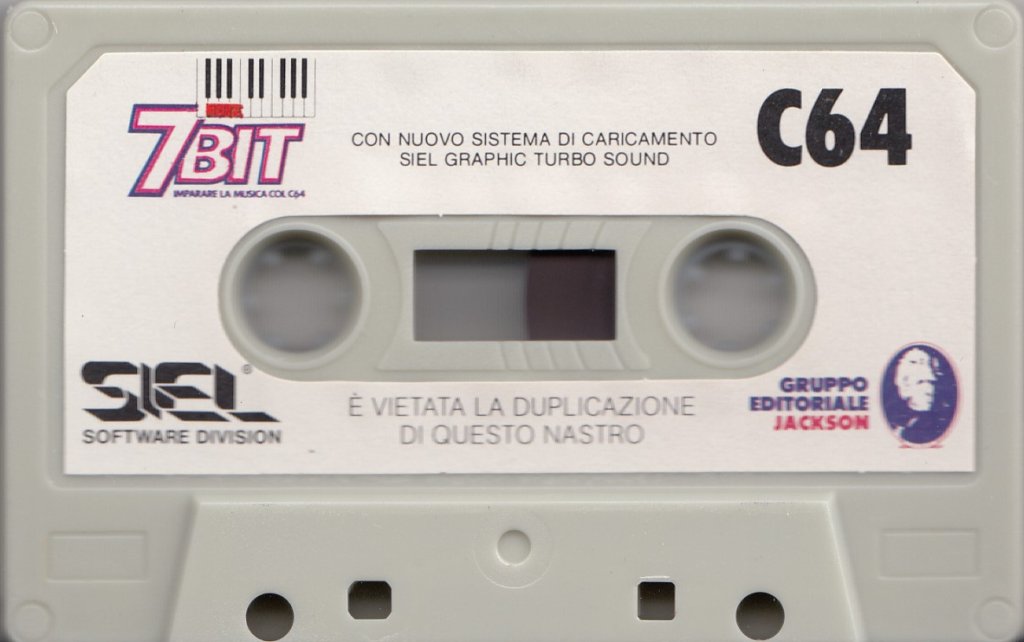 7BIT
IMPARARE LA MUSICA COL C64
CON NUOVO SISTEMA DI CARICAMENTO
SIEL GRAPHIC TURBO SOUND
C64
SIEL®
SOFTWARE DIVISION
È VIETATA LA DUPLICAZIONE
DI QUESTO NASTRO
GRUPPO
EDITORIALE
JACKSON